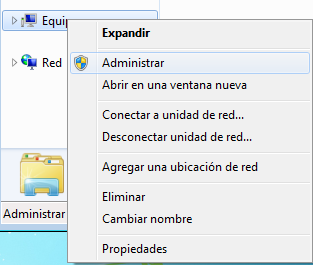 Equip
Expandir
Administrar
Abrir en una ventana nueva
Red
Conectar a unidad de red...
Desconectar unidad de red...
Agregar una ubicación de red
Eliminar
Administrar
Cambiar nombre
Propiedades